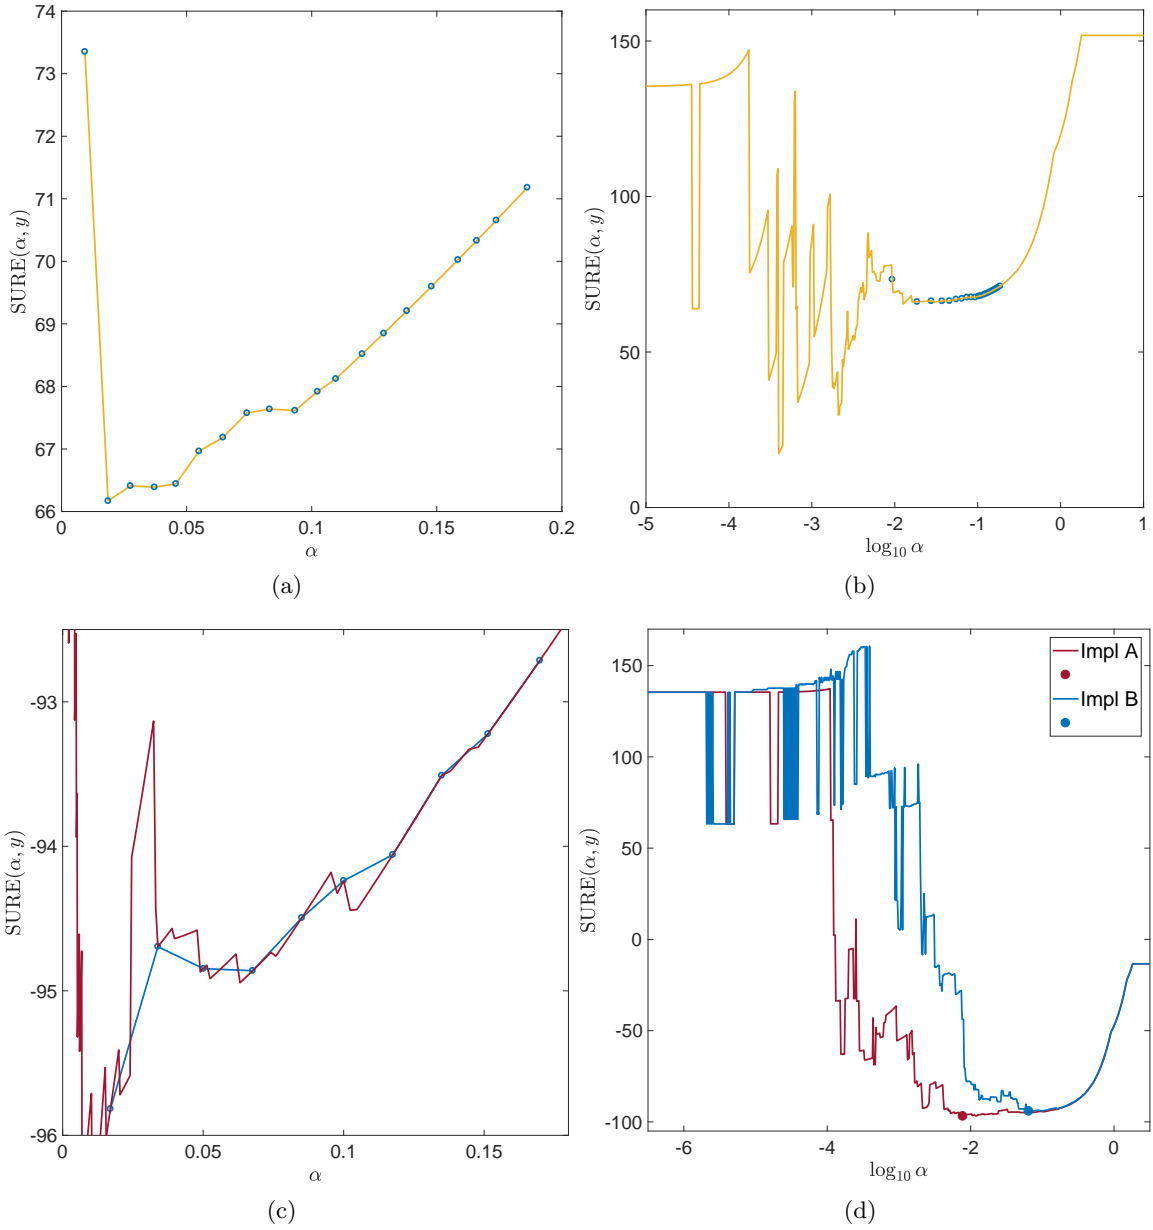 74
73
72
71
70
69
68
67
66
0 0.05 0.1 0.15 0.2
SURE(α, y)
α
(a)
150
100
50
0
-5 -4 -3 -2 -1 0 1
SURE(α, y)
log₁₀ α
(b)
-93
-94
-95
-96
0 0.05 0.1 0.15
SURE(α, y)
α
(c)
150
100
50
0
-50
-100
-6 -4 -2 0
SURE(α, y)
log₁₀ α
Impl A
Impl B
(d)